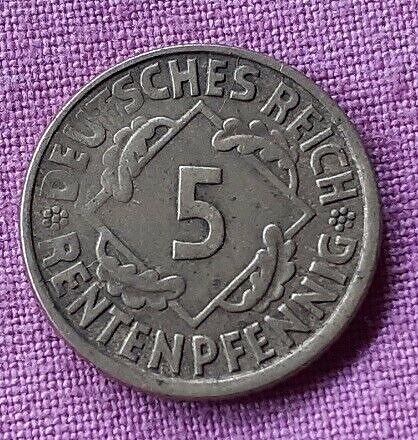 DEUTSCHES REICH
5
RENTENPFENNIG